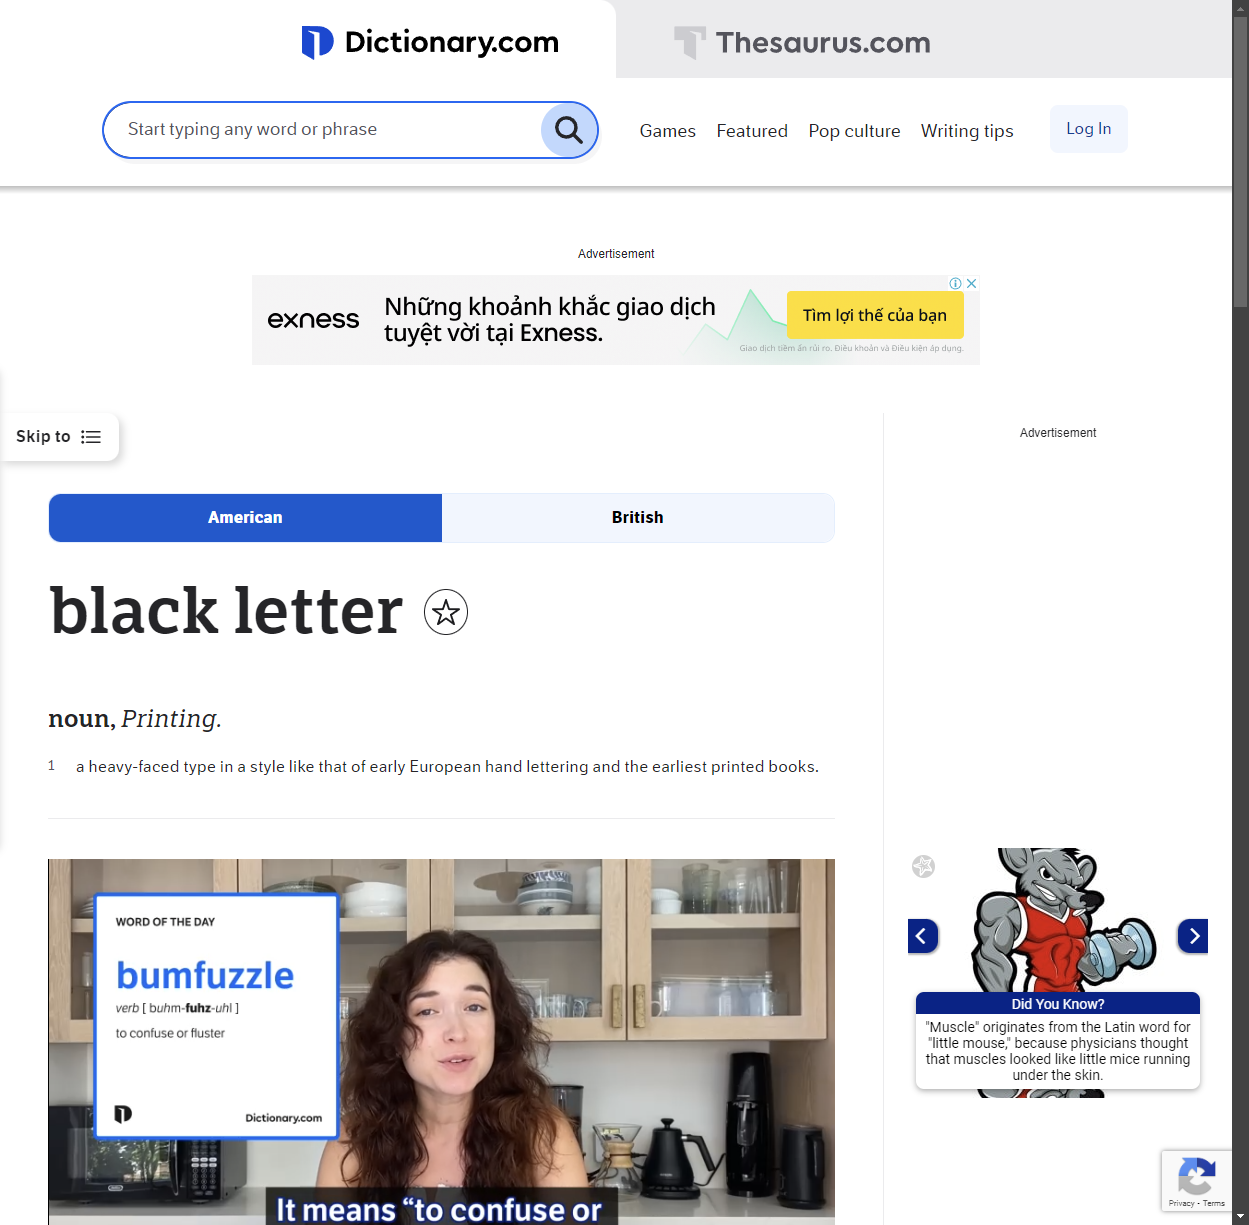 Dictionary.com
Thesaurus.com
Start typing any word or phrase
Games
Featured
Pop culture
Writing tips
Log In
Advertisement
exness
Những khoảnh khắc giao dịch
tuyệt vời tại Exness.
Tìm lợi thế của bạn
Giao dịch tiềm ẩn rủi ro. Điều khoản và Điều kiện áp dụng.
Skip to
Advertisement
American
British
black letter
noun, Printing.
1 a heavy-faced type in a style like that of early European hand lettering and the earliest printed books.
WORD OF THE DAY
bumfuzzle
verb [ buhm-fuhz-uhl ]
to confuse or fluster
Dictionary.com
It means “to confuse or
Did You Know?
"Muscle" originates from the Latin word for
"little mouse," because physicians thought
that muscles looked like little mice running
under the skin.
Privacy - Terms